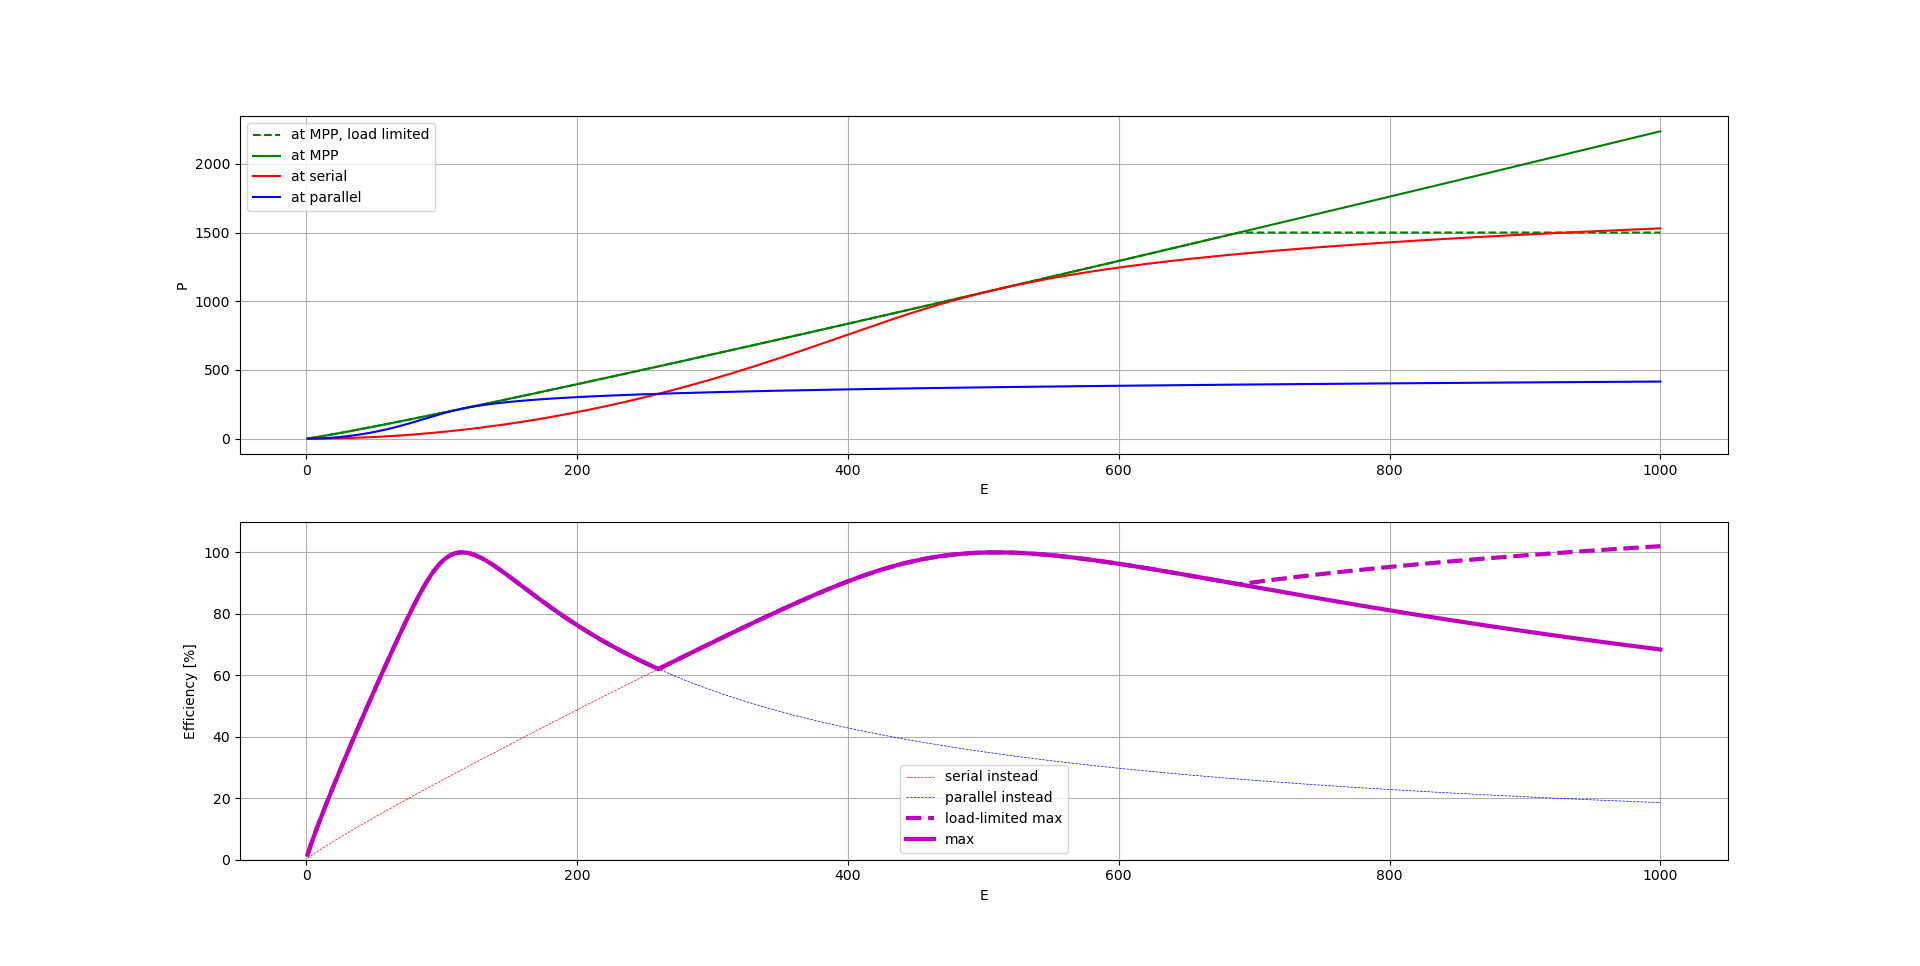 at MPP, load limited
at MPP
at serial
at parallel
2000
1500
1000
500
0
P
0 200 400 600 800 1000
E
100
80
60
40
20
0
Efficiency [%]
serial instead
parallel instead
load-limited max
max
0 200 400 600 800 1000
E